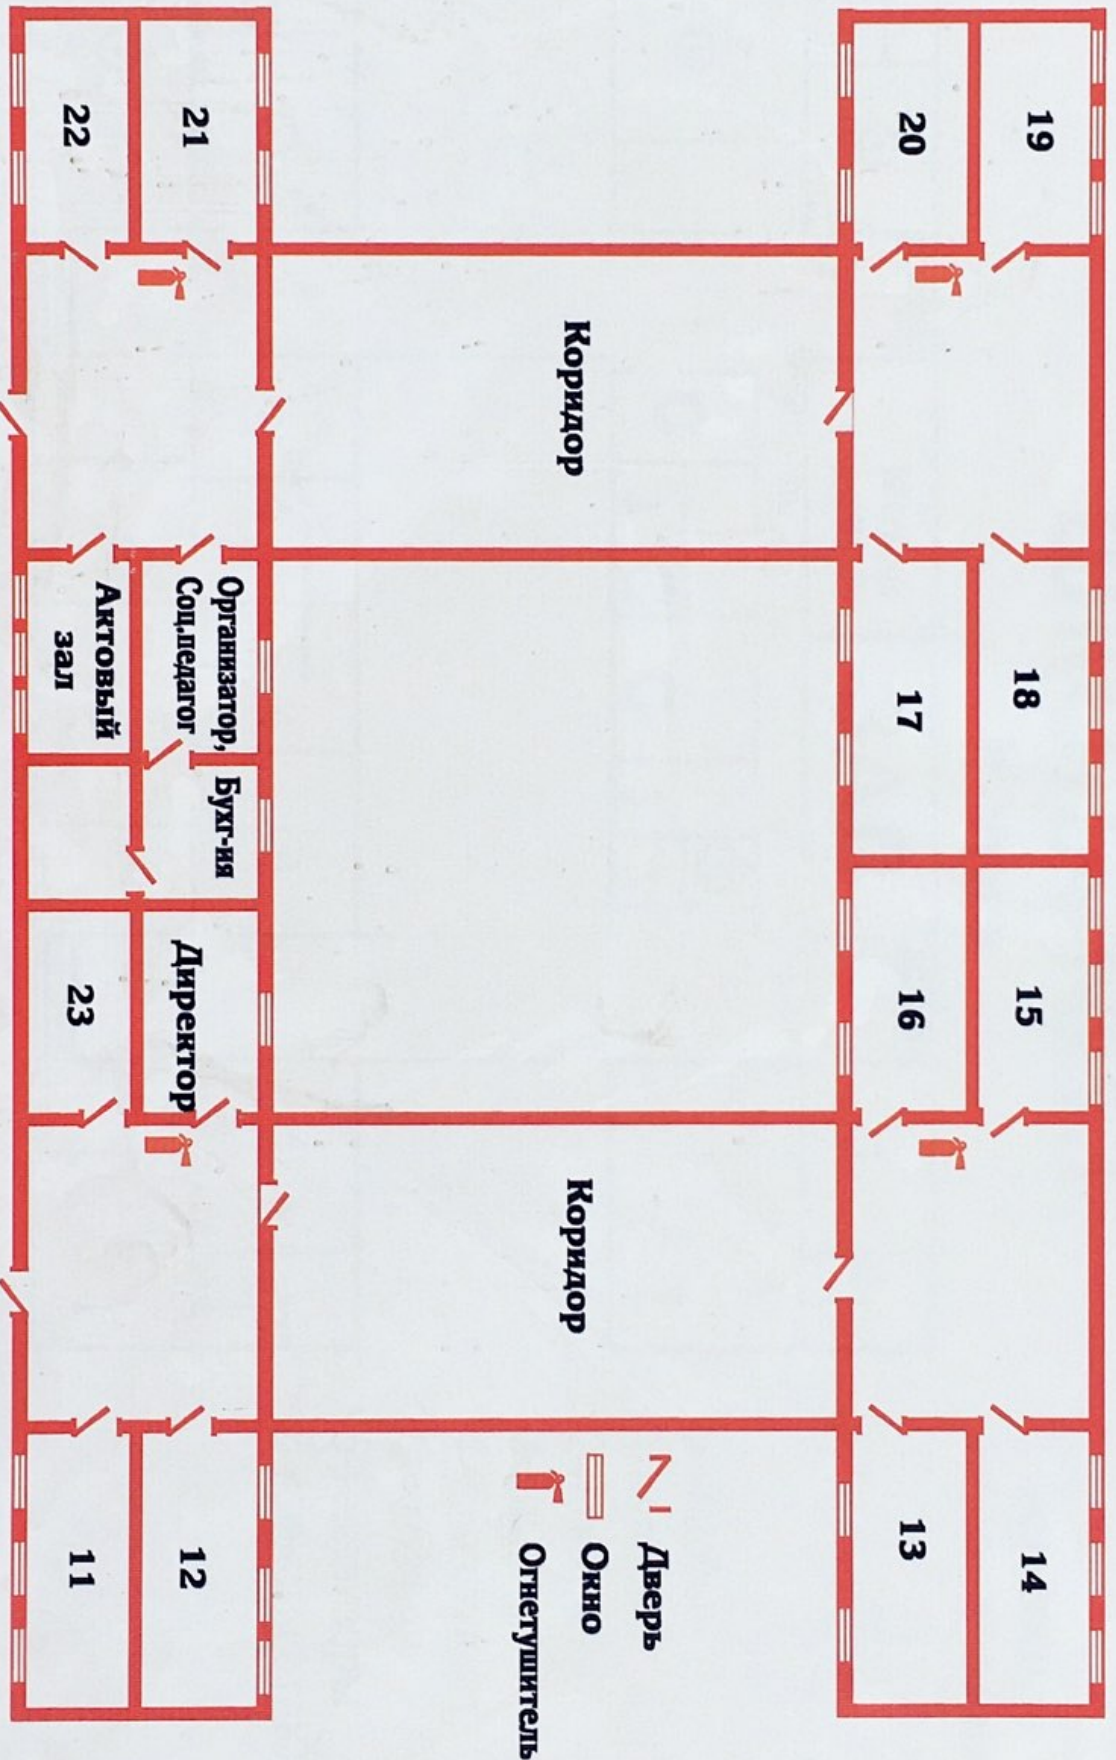 19
18
15
14
20
17
16
13
Коридор
Коридор
Дверь
Окно
Огнетушитель
21
Организатор,
Соц.педагог
Бухг-ия
Директор
12
22
Актовый
зал
23
11